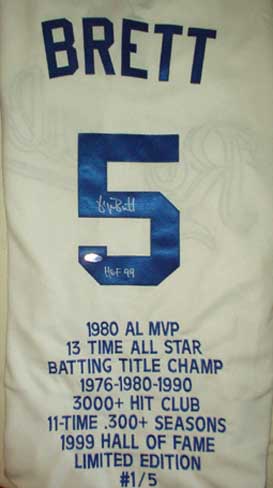 BRETT
5
HOF 99
1980 AL MVP
13 TIME ALL STAR
BATTING TITLE CHAMP
1976-1980-1990
3000+ HIT CLUB
11-TIME .300+ SEASONS
1999 HALL OF FAME
LIMITED EDITION
#1/5